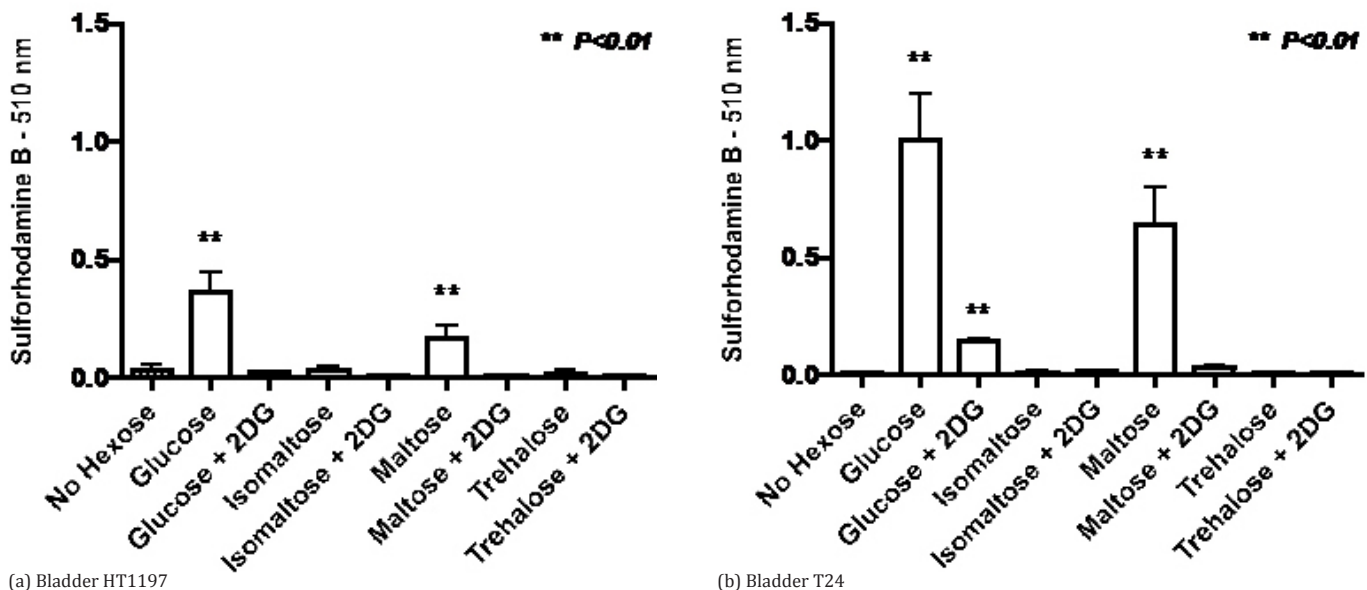 Sulforhodamine B - 510 nm
1.5
1.0
0.5
0.0
** P<0.01
**
**
No Hexose
Glucose
Glucose + 2DG
Isomaltose
Isomaltose + 2DG
Maltose
Maltose + 2DG
Trehalose
Trehalose + 2DG
(a) Bladder HT1197
Sulforhodamine B - 510 nm
1.5
1.0
0.5
0.0
** P<0.01
**
**
**
No Hexose
Glucose
Glucose + 2DG
Isomaltose
Isomaltose + 2DG
Maltose
Maltose + 2DG
Trehalose
Trehalose + 2DG
(b) Bladder T24